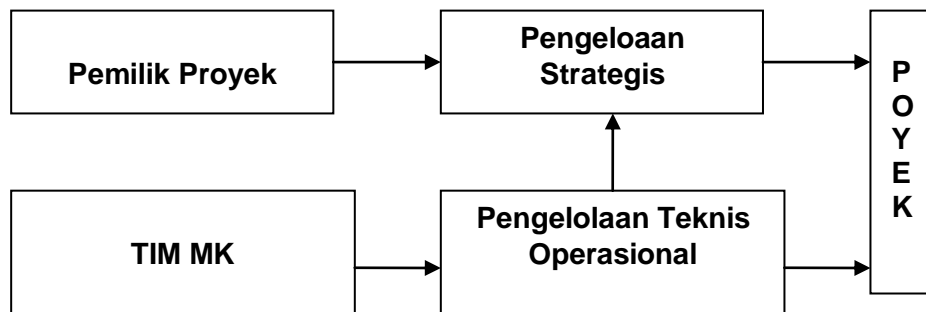 Pemilik Proyek
Pengeloaan
Strategis
P
O
Y
E
K
TIM MK
Pengelolaan Teknis
Operasional